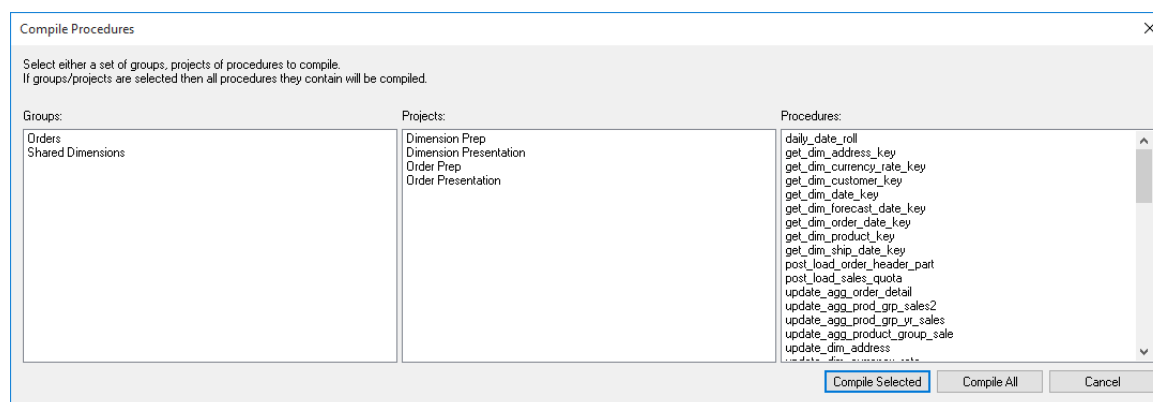 Compile Procedures
Select either a set of groups, projects of procedures to compile.
If groups/projects are selected then all procedures they contain will be compiled.
Groups:
Orders
Shared Dimensions
Projects:
Dimension Prep
Dimension Presentation
Order Prep
Order Presentation
Procedures:
daily_date_roll
get_dim_address_key
get_dim_currency_rate_key
get_dim_customer_key
get_dim_date_key
get_dim_forecast_date_key
get_dim_order_date_key
get_dim_product_key
get_dim_ship_date_key
post_load_order_header_part
post_load_sales_quota
update_agg_order_detail
update_agg_prod_grp_sales2
update_agg_prod_grp_yr_sales
update_agg_product_group_sale
update_dim_address
Compile Selected
Compile All
Cancel